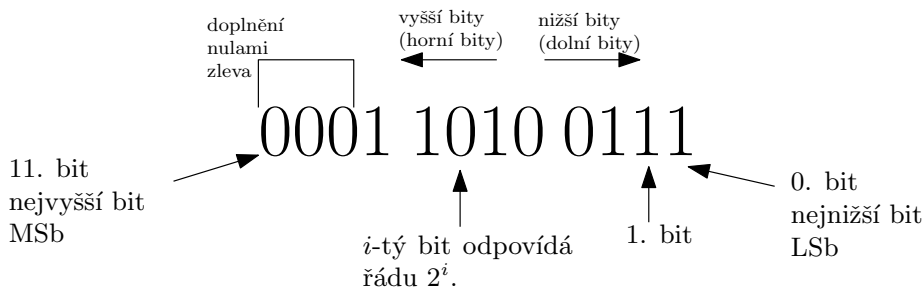 doplnění
nulami
zleva
vyšší bity
(horní bity)
nižší bity
(dolní bity)
0001 1010 0111
11. bit
nejvyšší bit
MSb
i-tý bit odpovídá
řádu 2^i.
1. bit
0. bit
nejnižší bit
LSb